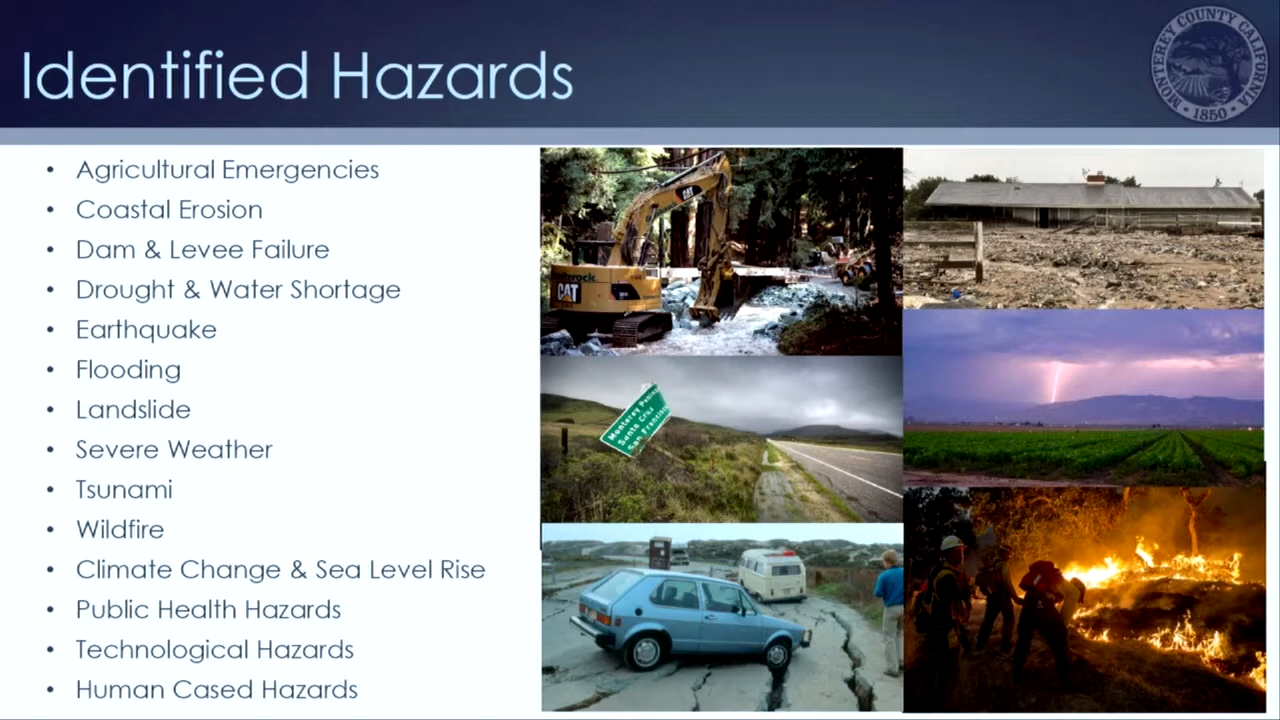 Identified Hazards
MONTEREY COUNTY CALIFORNIA
• 1850 •
• Agricultural Emergencies
• Coastal Erosion
• Dam & Levee Failure
• Drought & Water Shortage
• Earthquake
• Flooding
• Landslide
• Severe Weather
• Tsunami
• Wildfire
• Climate Change & Sea Level Rise
• Public Health Hazards
• Technological Hazards
• Human Cased Hazards
CAT
CAT
Santa Cruz
San Francisco